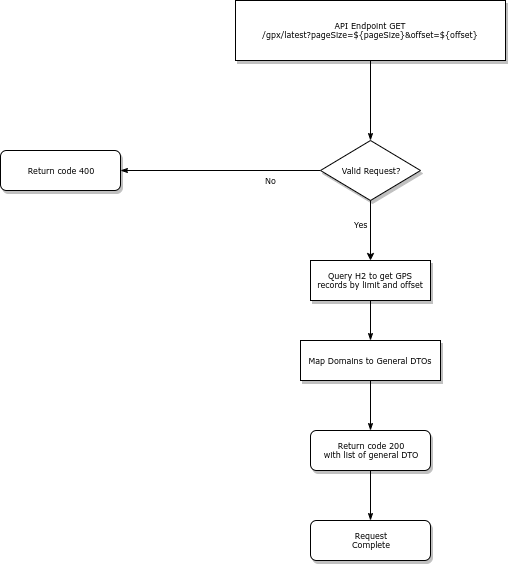 API Endpoint GET
/gpx/latest?pageSize=${pageSize}&offset=${offset}
Valid Request?
Return code 400
No
Yes
Query H2 to get GPS
records by limit and offset
Map Domains to General DTOs
Return code 200
with list of general DTO
Request
Complete